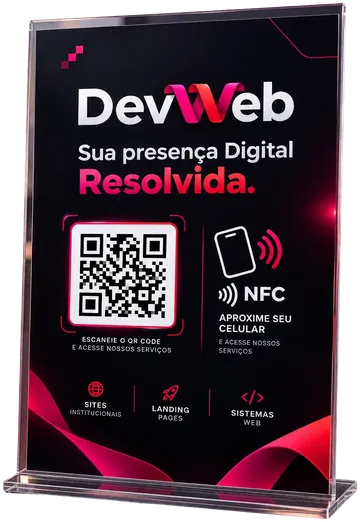 DevWeb
Sua presença Digital
Resolvida.
ESCANEIE O QR CODE
E ACESSE NOSSOS SERVIÇOS
NFC
APROXIME SEU
CELULAR
E ACESSE NOSSOS
SERVIÇOS
SITES
INSTITUCIONAIS
LANDING
PAGES
SISTEMAS
WEB